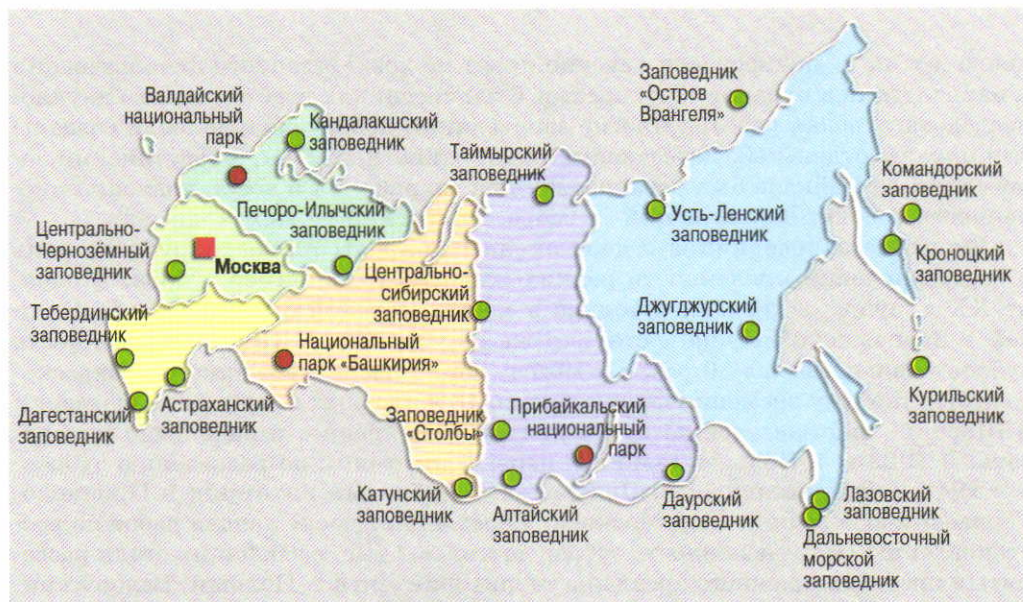 Валдайский
национальный
парк
Кандалакшский
заповедник
Таймырский
заповедник
Заповедник
«Остров
Врангеля»
Командорский
заповедник
Печоро-Илычский
заповедник
Усть-Ленский
заповедник
Центрально-
Чернозёмный
заповедник
Москва
Кроноцкий
заповедник
Центрально-
сибирский
заповедник
Тебердинский
заповедник
Джугджурский
заповедник
Национальный
парк «Башкирия»
Курильский
заповедник
Дагестанский
заповедник
Астраханский
заповедник
Заповедник
«Столбы»
Прибайкальский
национальный
парк
Катунский
заповедник
Алтайский
заповедник
Даурский
заповедник
Лазовский
заповедник
Дальневосточный
морской
заповедник